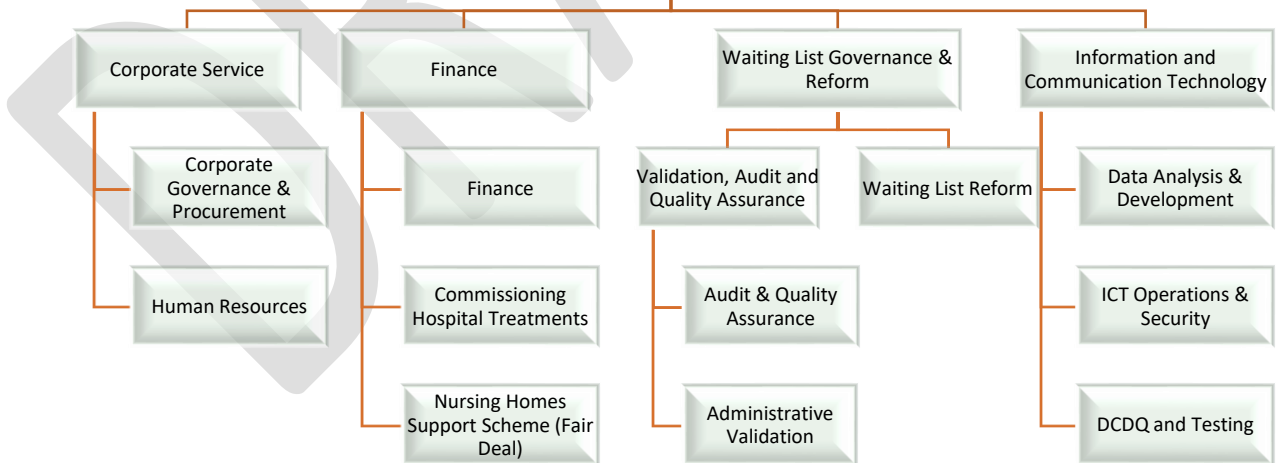 Corporate Service
Finance
Waiting List Governance &
Reform
Information and
Communication Technology
Corporate
Governance &
Procurement
Finance
Validation, Audit and
Quality Assurance
Waiting List Reform
Data Analysis &
Development
Human Resources
Commissioning
Hospital Treatments
Audit & Quality
Assurance
ICT Operations &
Security
Nursing Homes
Support Scheme (Fair
Deal)
Administrative
Validation
DCDQ and Testing